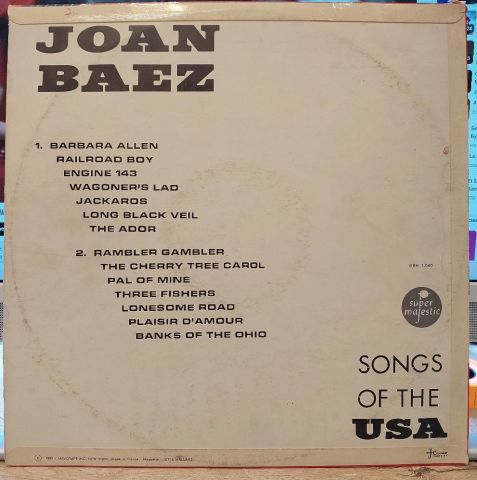 JOAN
BAEZ
1. BARBARA ALLEN
RAILROAD BOY
ENGINE 143
WAGONER'S LAD
JACKAROS
LONG BLACK VEIL
THE ADOR
2. RAMBLER GAMBLER
THE CHERRY TREE CAROL
PAL OF MINE
THREE FISHERS
LONESOME ROAD
PLAISIR D'AMOUR
BANKS OF THE OHIO
super
majestic
SONGS
OF THE
USA